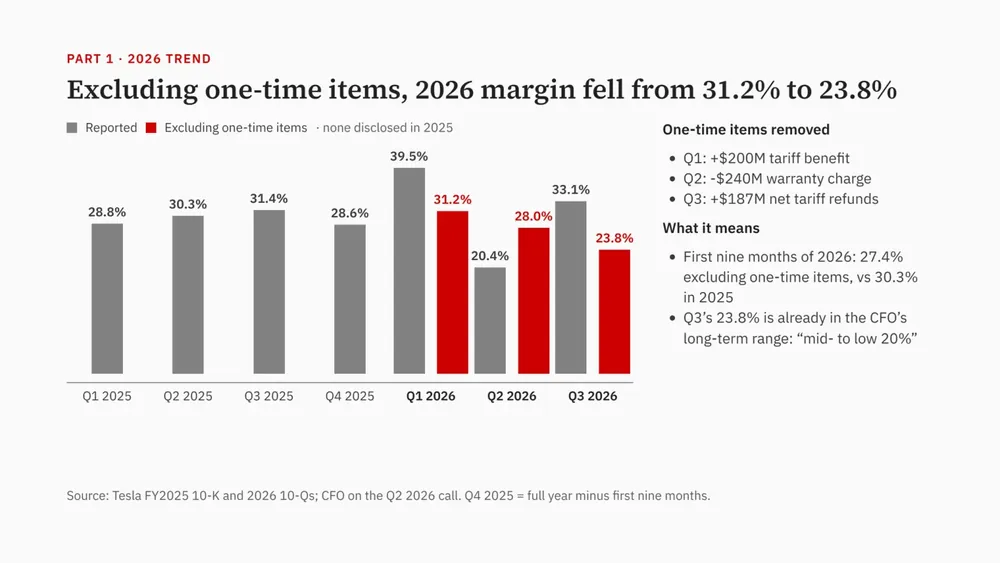 PART 1 · 2026 TREND
Excluding one-time items, 2026 margin fell from 31.2% to 23.8%
Reported Excluding one-time items · none disclosed in 2025
39.5%
33.1%
31.4%
31.2%
30.3%
28.8%
28.6%
28.0%
23.8%
20.4%
Q1 2025 Q2 2025 Q3 2025 Q4 2025 Q1 2026 Q2 2026 Q3 2026
One-time items removed
• Q1: +$200M tariff benefit
• Q2: -$240M warranty charge
• Q3: +$187M net tariff refunds
What it means
• First nine months of 2026: 27.4%
excluding one-time items, vs 30.3%
in 2025
• Q3’s 23.8% is already in the CFO’s
long-term range: “mid- to low 20%”
Source: Tesla FY2025 10-K and 2026 10-Qs; CFO on the Q2 2026 call. Q4 2025 = full year minus first nine months.